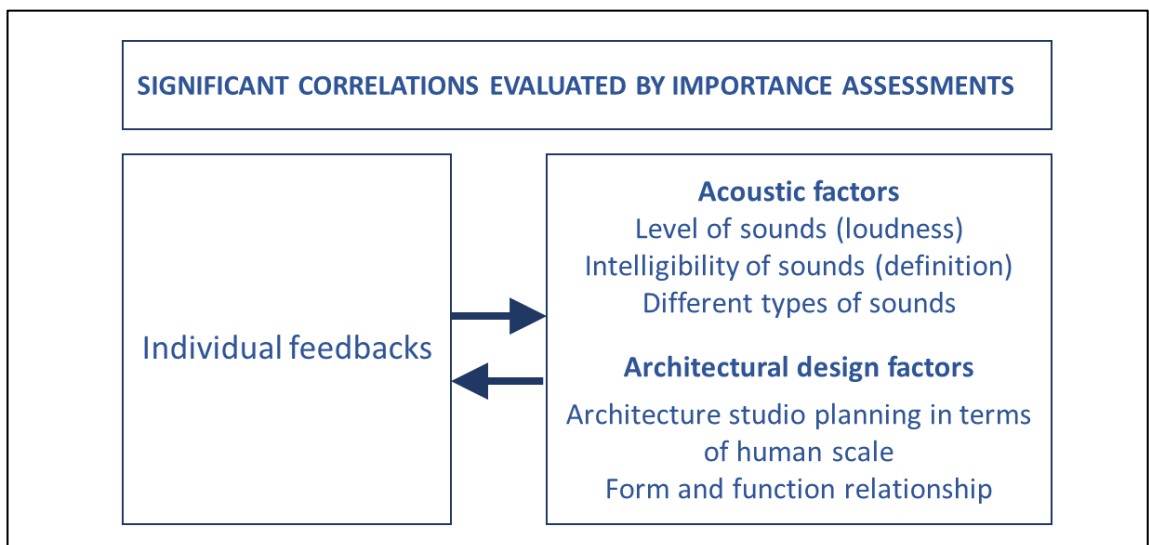 SIGNIFICANT CORRELATIONS EVALUATED BY IMPORTANCE ASSESSMENTS
Individual feedbacks
Acoustic factors
Level of sounds (loudness)
Intelligibility of sounds (definition)
Different types of sounds
Architectural design factors
Architecture studio planning in terms
of human scale
Form and function relationship